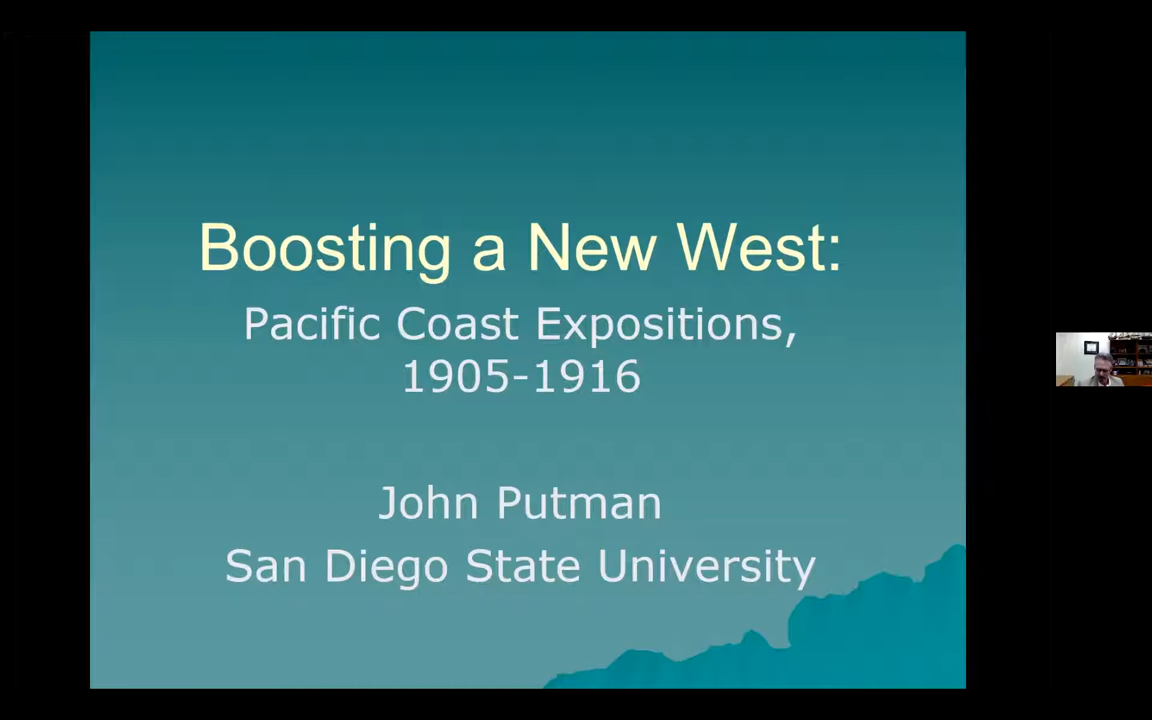 Boosting a New West:
Pacific Coast Expositions,
1905-1916
John Putman
San Diego State University